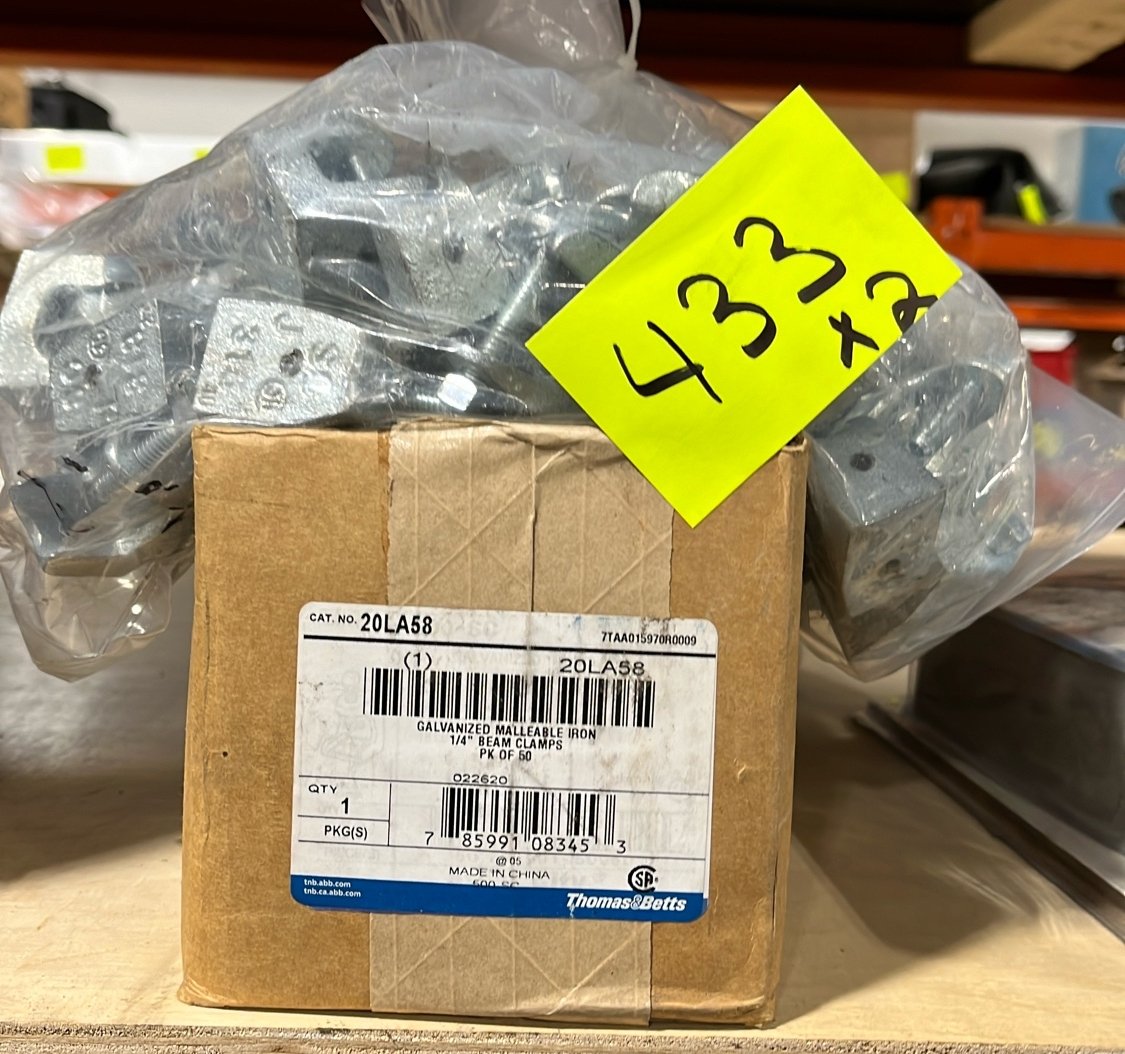 433
x2
CAT. NO. 20LA58
7TAA015970R0009
(1) 20LA58
GALVANIZED MALLEABLE IRON
1/4" BEAM CLAMPS
PK OF 50
022620
QTY
1
PKG(S)
7 85991 08345 3
@ 05
MADE IN CHINA
tnb.abb.com
tnb.ca.abb.com
SA
Thomas&Betts